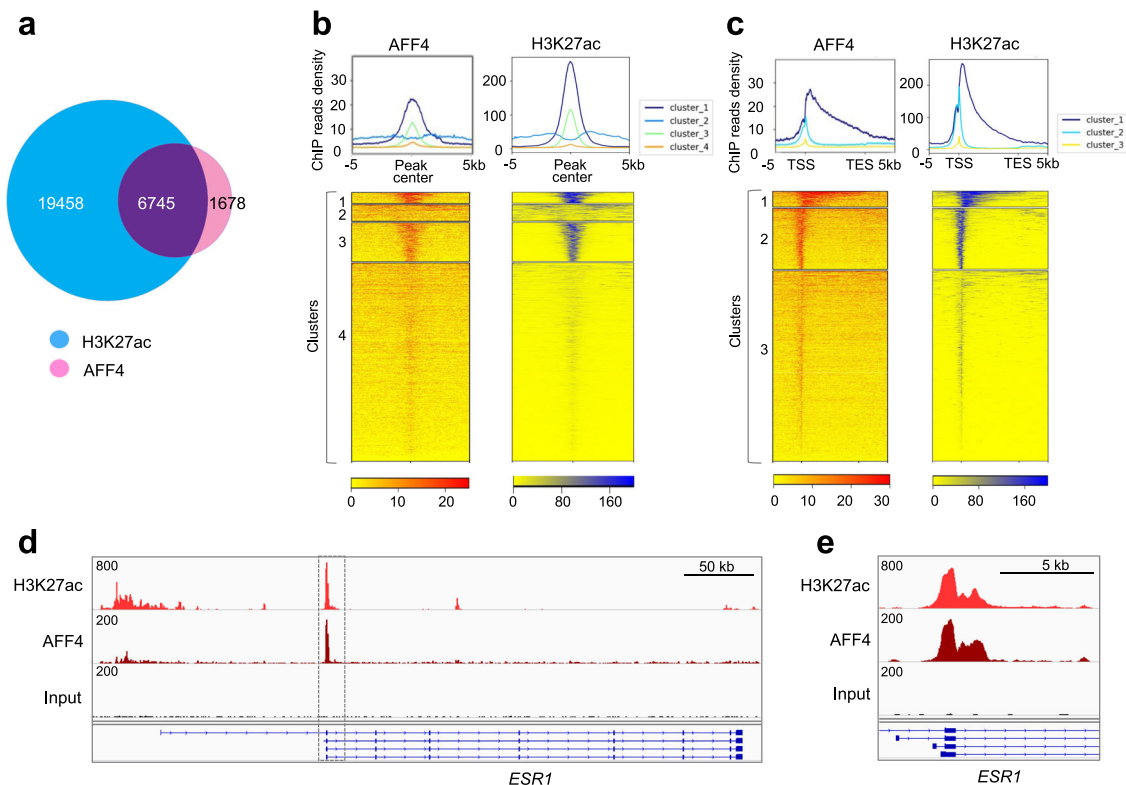 a
19458
6745
1678
H3K27ac
AFF4
b
AFF4
H3K27ac
ChIP reads density
30
20
10
0
200
100
0
cluster_1
cluster_2
cluster_3
cluster_4
-5
Peak
center
5kb
-5
Peak
center
5kb
Clusters
1
2
3
4
0
10
20
0
80
160
c
AFF4
H3K27ac
ChIP reads density
30
20
10
0
200
100
0
cluster_1
cluster_2
cluster_3
-5
TSS
TES
5kb
-5
TSS
TES
5kb
Clusters
1
2
3
0
10
20
30
0
80
160
d
800
50 kb
H3K27ac
200
AFF4
200
Input
ESR1
e
800
5 kb
H3K27ac
200
AFF4
200
Input
ESR1